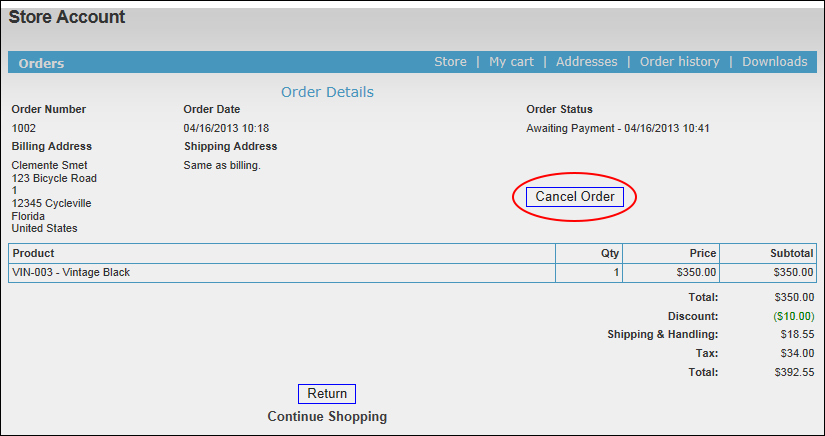 Store Account
Orders Store | My cart | Addresses | Order history | Downloads
Order Details
Order Number Order Date Order Status
1002 04/16/2013 10:18 Awaiting Payment - 04/16/2013 10:41
Billing Address Shipping Address
Clemente Smet Same as billing.
123 Bicycle Road
1
12345 Cycleville
Florida
United States
Cancel Order
Product Qty Price Subtotal
VIN-003 - Vintage Black 1 $350.00 $350.00
Total: $350.00
Discount: ($10.00)
Shipping & Handling: $18.55
Tax: $34.00
Total: $392.55
Return
Continue Shopping